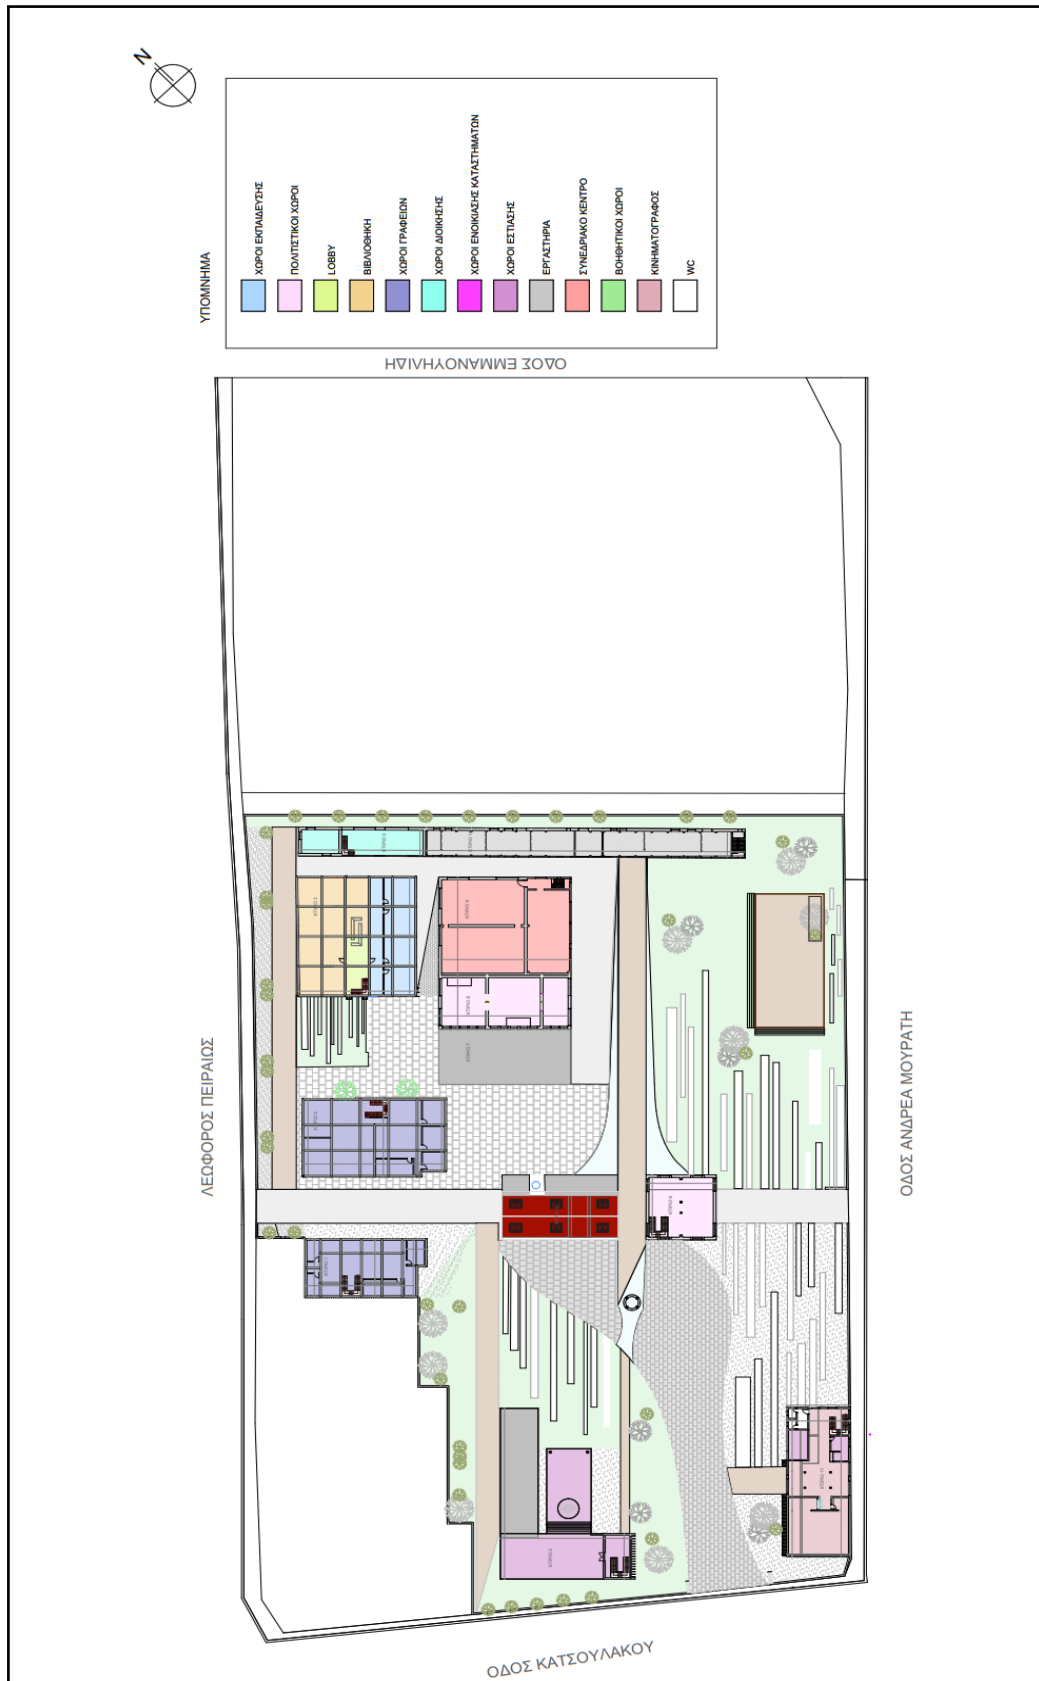 N
ΥΠΟΜΝΗΜΑ
ΧΩΡΟΙ ΕΚΠΑΙΔΕΥΣΗΣ
ΠΟΛΙΤΙΣΤΙΚΟΙ ΧΩΡΟΙ
LOBBY
ΒΙΒΛΙΟΘΗΚΗ
ΧΩΡΟΙ ΓΡΑΦΕΙΩΝ
ΧΩΡΟΙ ΔΙΟΙΚΗΣΗΣ
ΧΩΡΟΙ ΕΝΟΙΚΙΑΣΗΣ ΚΑΤΑΣΤΗΜΑΤΩΝ
ΧΩΡΟΙ ΕΣΤΙΑΣΗΣ
ΕΡΓΑΣΤΗΡΙΑ
ΣΥΝΕΔΡΙΑΚΟ ΚΕΝΤΡΟ
ΒΟΗΘΗΤΙΚΟΙ ΧΩΡΟΙ
ΚΙΝΗΜΑΤΟΓΡΑΦΟΣ
WC
ΟΔΟΣ ΕΜΜΑΝΟΥΗΛΙΔΗ
ΛΕΩΦΟΡΟΣ ΠΕΙΡΑΙΩΣ
ΟΔΟΣ ΑΝΔΡΕΑ ΜΟΥΡΑΤΗ
ΟΔΟΣ ΚΑΤΣΟΥΛΑΚΟΥ